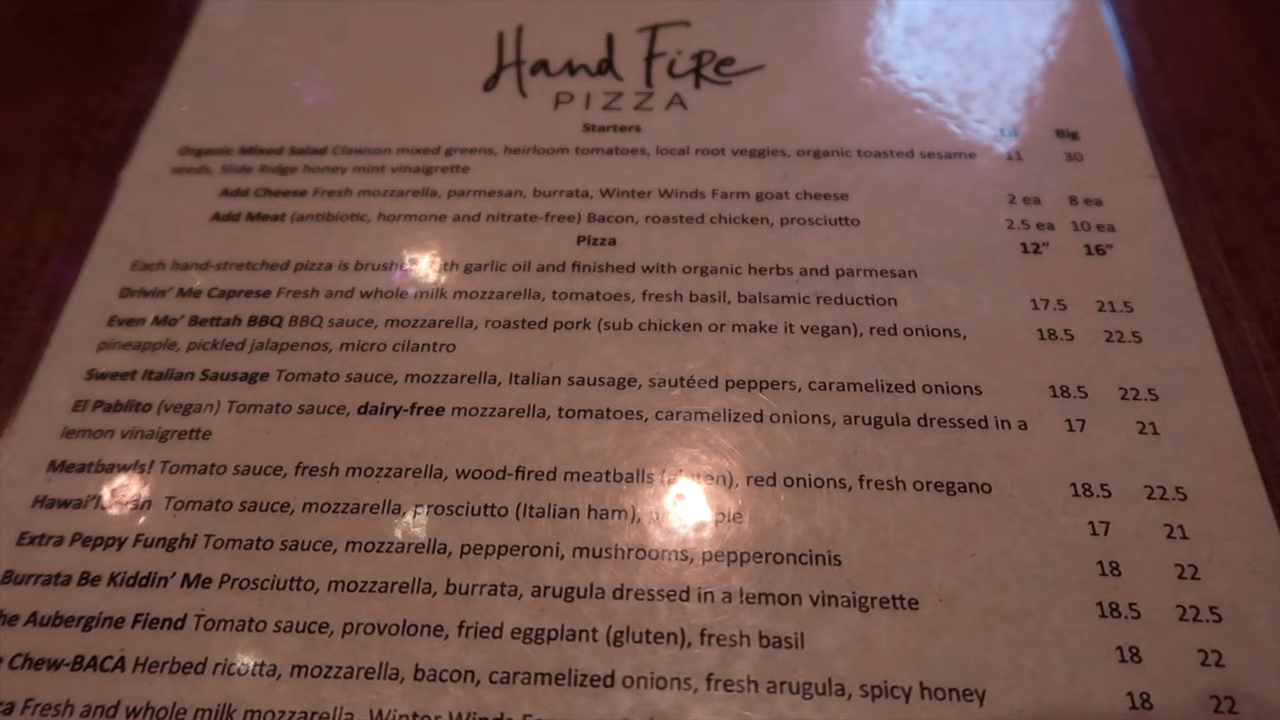 Hand Fire
PIZZA
Starters
Lil Big
Organic Mixed Salad Clawson mixed greens, heirloom tomatoes, local root veggies, organic toasted sesame 11 30
seeds, Slide Ridge honey mint vinaigrette
Add Cheese Fresh mozzarella, parmesan, burrata, Winter Winds Farm goat cheese 2 ea 8 ea
Add Meat (antibiotic, hormone and nitrate-free) Bacon, roasted chicken, prosciutto 2.5 ea 10 ea
Pizza 12” 16”
Each hand-stretched pizza is garlic oil and finished with organic herbs and parmesan
Drivin’ Me Caprese Fresh and whole milk mozzarella, tomatoes, fresh basil, balsamic reduction 17.5 21.5
Even Mo’ Bettah BBQ BBQ sauce, mozzarella, roasted pork (sub chicken or make it vegan), red onions, 18.5 22.5
pineapple, pickled jalapenos, micro cilantro
Sweet Italian Sausage Tomato sauce, mozzarella, Italian sausage, sautéed peppers, caramelized onions 18.5 22.5
El Pablito (vegan) Tomato sauce, dairy-free mozzarella, tomatoes, caramelized onions, arugula dressed in a 17 21
lemon vinaigrette
Meatbawls! Tomato sauce, fresh mozzarella, wood-fired meatballs (gluten), red onions, fresh oregano 18.5 22.5
Tomato sauce, mozzarella, prosciutto (Italian ham), 17 21
Extra Peppy Funghi Tomato sauce, mozzarella, pepperoni, mushrooms, pepperoncinis 18 22
Burrata Be Kiddin’ Me Prosciutto, mozzarella, burrata, arugula dressed in a lemon vinaigrette 18.5 22.5
he Aubergine Fiend Tomato sauce, provolone, fried eggplant (gluten), fresh basil 18 22
Chew-BACA Herbed ricotta, mozzarella, bacon, caramelized onions, fresh arugula, spicy honey 18 22
Fresh and whole milk mozzarella, Winter Winds